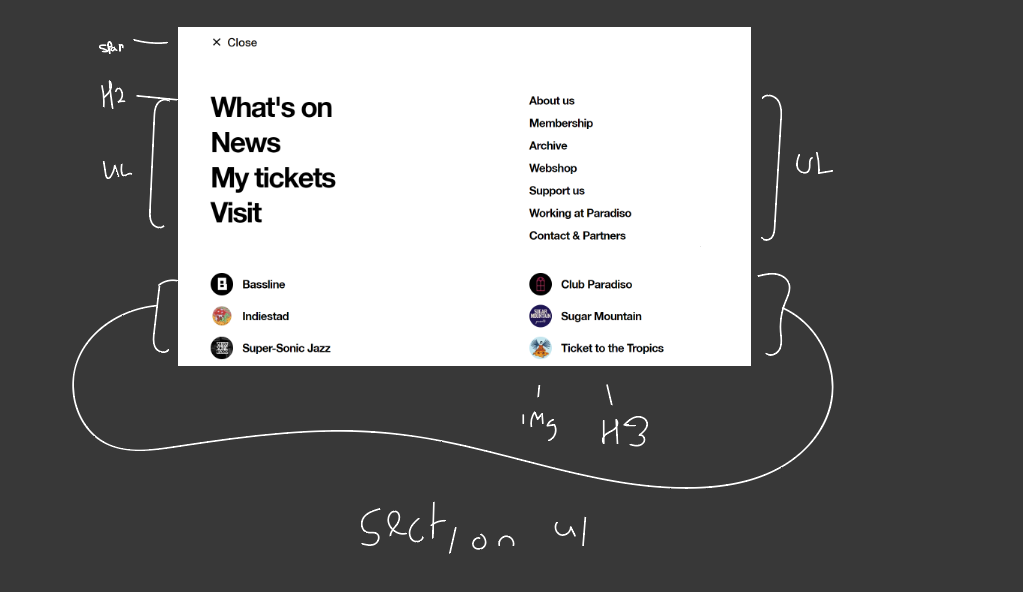 span
× Close
H2
What's on
News
My tickets
Visit
UL
About us
Membership
Archive
Webshop
Support us
Working at Paradiso
Contact & Partners
UL
Bassline
Indiestad
Super-Sonic Jazz
Club Paradiso
Sugar Mountain
Ticket to the Tropics
img
H3
section ul